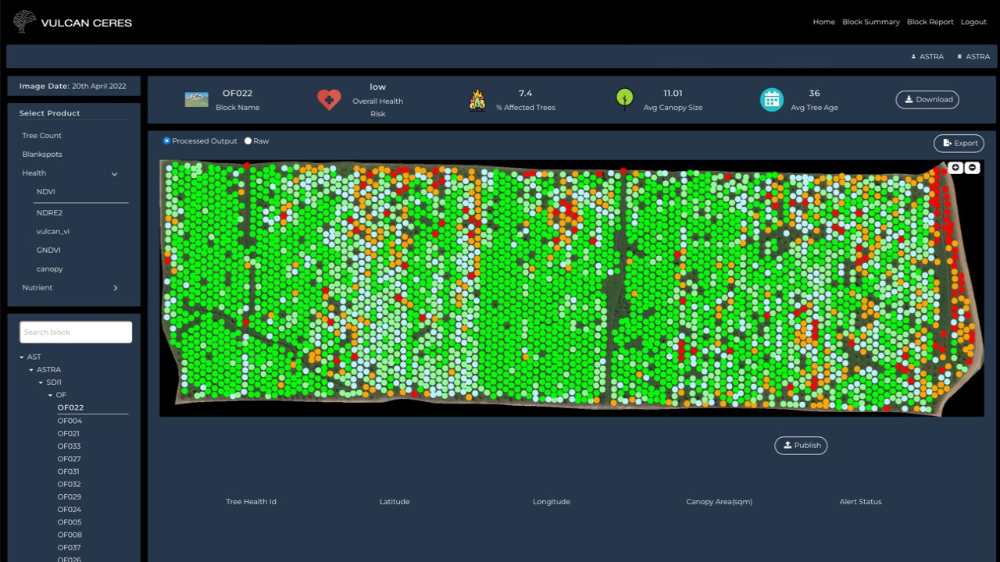 VULCAN CERES
Home Block Summary Block Report Logout
ASTRA ASTRA
Image Date: 20th April 2022
Select Product
Tree Count
Blankspots
Health
NDVI
NDRE2
vulcan_vi
GNDVI
canopy
Nutrient
Search block
AST
ASTRA
SDI1
OF
OF022
OF004
OF021
OF033
OF027
OF031
OF032
OF029
OF024
OF005
OF008
OF037
OF026
OF022
Block Name
low
Overall Health
Risk
7.4
% Affected Trees
11.01
Avg Canopy Size
36
Avg Tree Age
Download
Processed Output Raw
Export
Publish
Tree Health Id Latitude Longitude Canopy Area(sqm) Alert Status